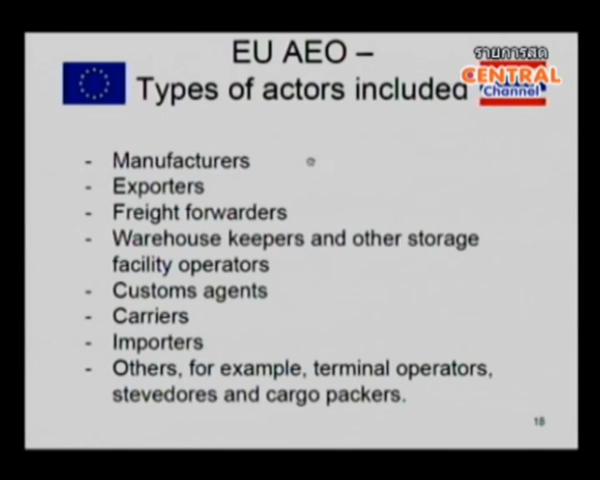 EU AEO –
Types of actors included
รายการสด
CENTRAL
Channel
- Manufacturers
- Exporters
- Freight forwarders
- Warehouse keepers and other storage
facility operators
- Customs agents
- Carriers
- Importers
- Others, for example, terminal operators,
stevedores and cargo packers.
18